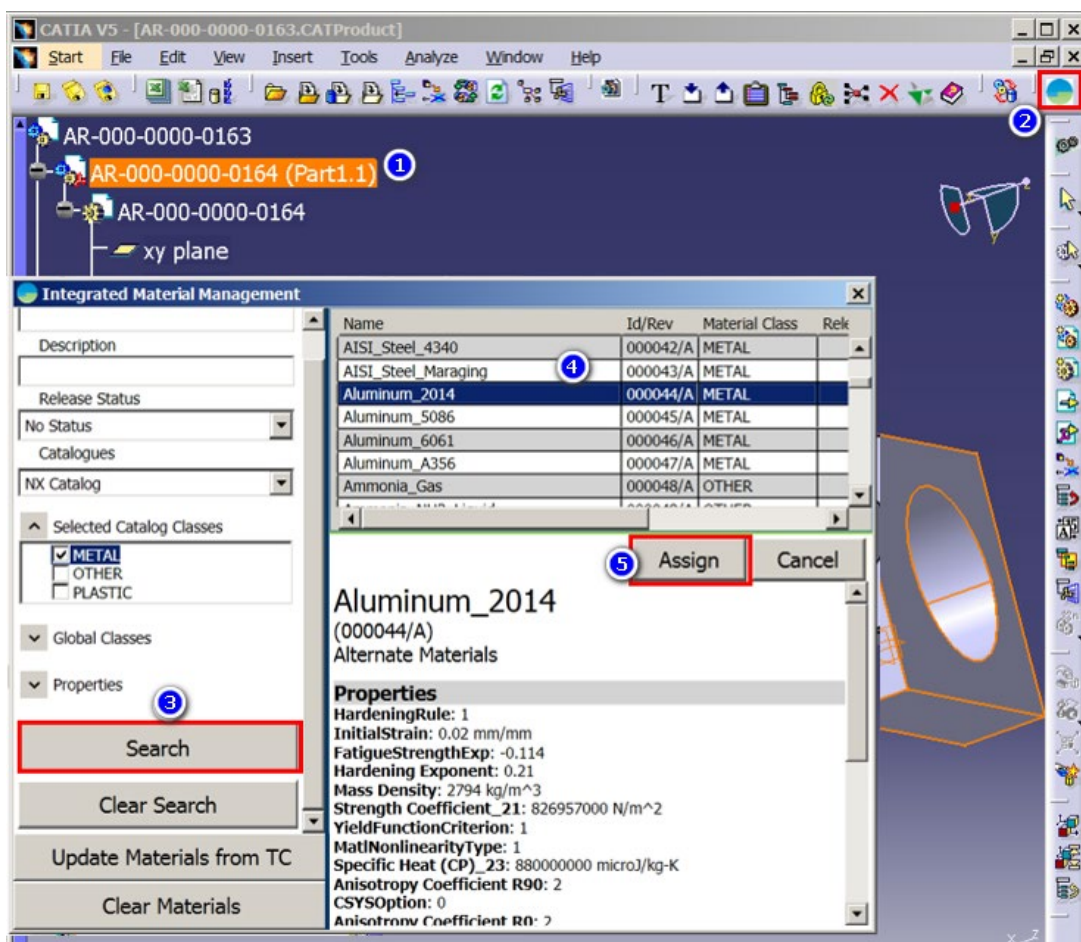 CATIA V5 - [AR-000-0000-0163.CATProduct]
Start File Edit View Insert Tools Analyze Window Help
2
AR-000-0000-0163
AR-000-0000-0164 (Part1.1) 1
AR-000-0000-0164
xy plane
Integrated Material Management
Description
Release Status
No Status
Catalogues
NX Catalog
Selected Catalog Classes
METAL
OTHER
PLASTIC
Global Classes
Properties
3
Search
Clear Search
Update Materials from TC
Clear Materials
Name Id/Rev Material Class Rele
AISI_Steel_4340 000042/A METAL
AISI_Steel_Maraging 000043/A METAL
4
Aluminum_2014 000044/A METAL
Aluminum_5086 000045/A METAL
Aluminum_6061 000046/A METAL
Aluminum_A356 000047/A METAL
Ammonia_Gas 000048/A OTHER
5 Assign Cancel
Aluminum_2014
(000044/A)
Alternate Materials
Properties
HardeningRule: 1
InitialStrain: 0.02 mm/mm
FatigueStrengthExp: -0.114
Hardening Exponent: 0.21
Mass Density: 2794 kg/m^3
Strength Coefficient_21: 826957000 N/m^2
YieldFunctionCriterion: 1
MatlNonlinearityType: 1
Specific Heat (CP)_23: 880000000 microJ/kg-K
Anisotropy Coefficient R90: 2
CSYSOption: 0
Anisotropy Coefficient R0: 2